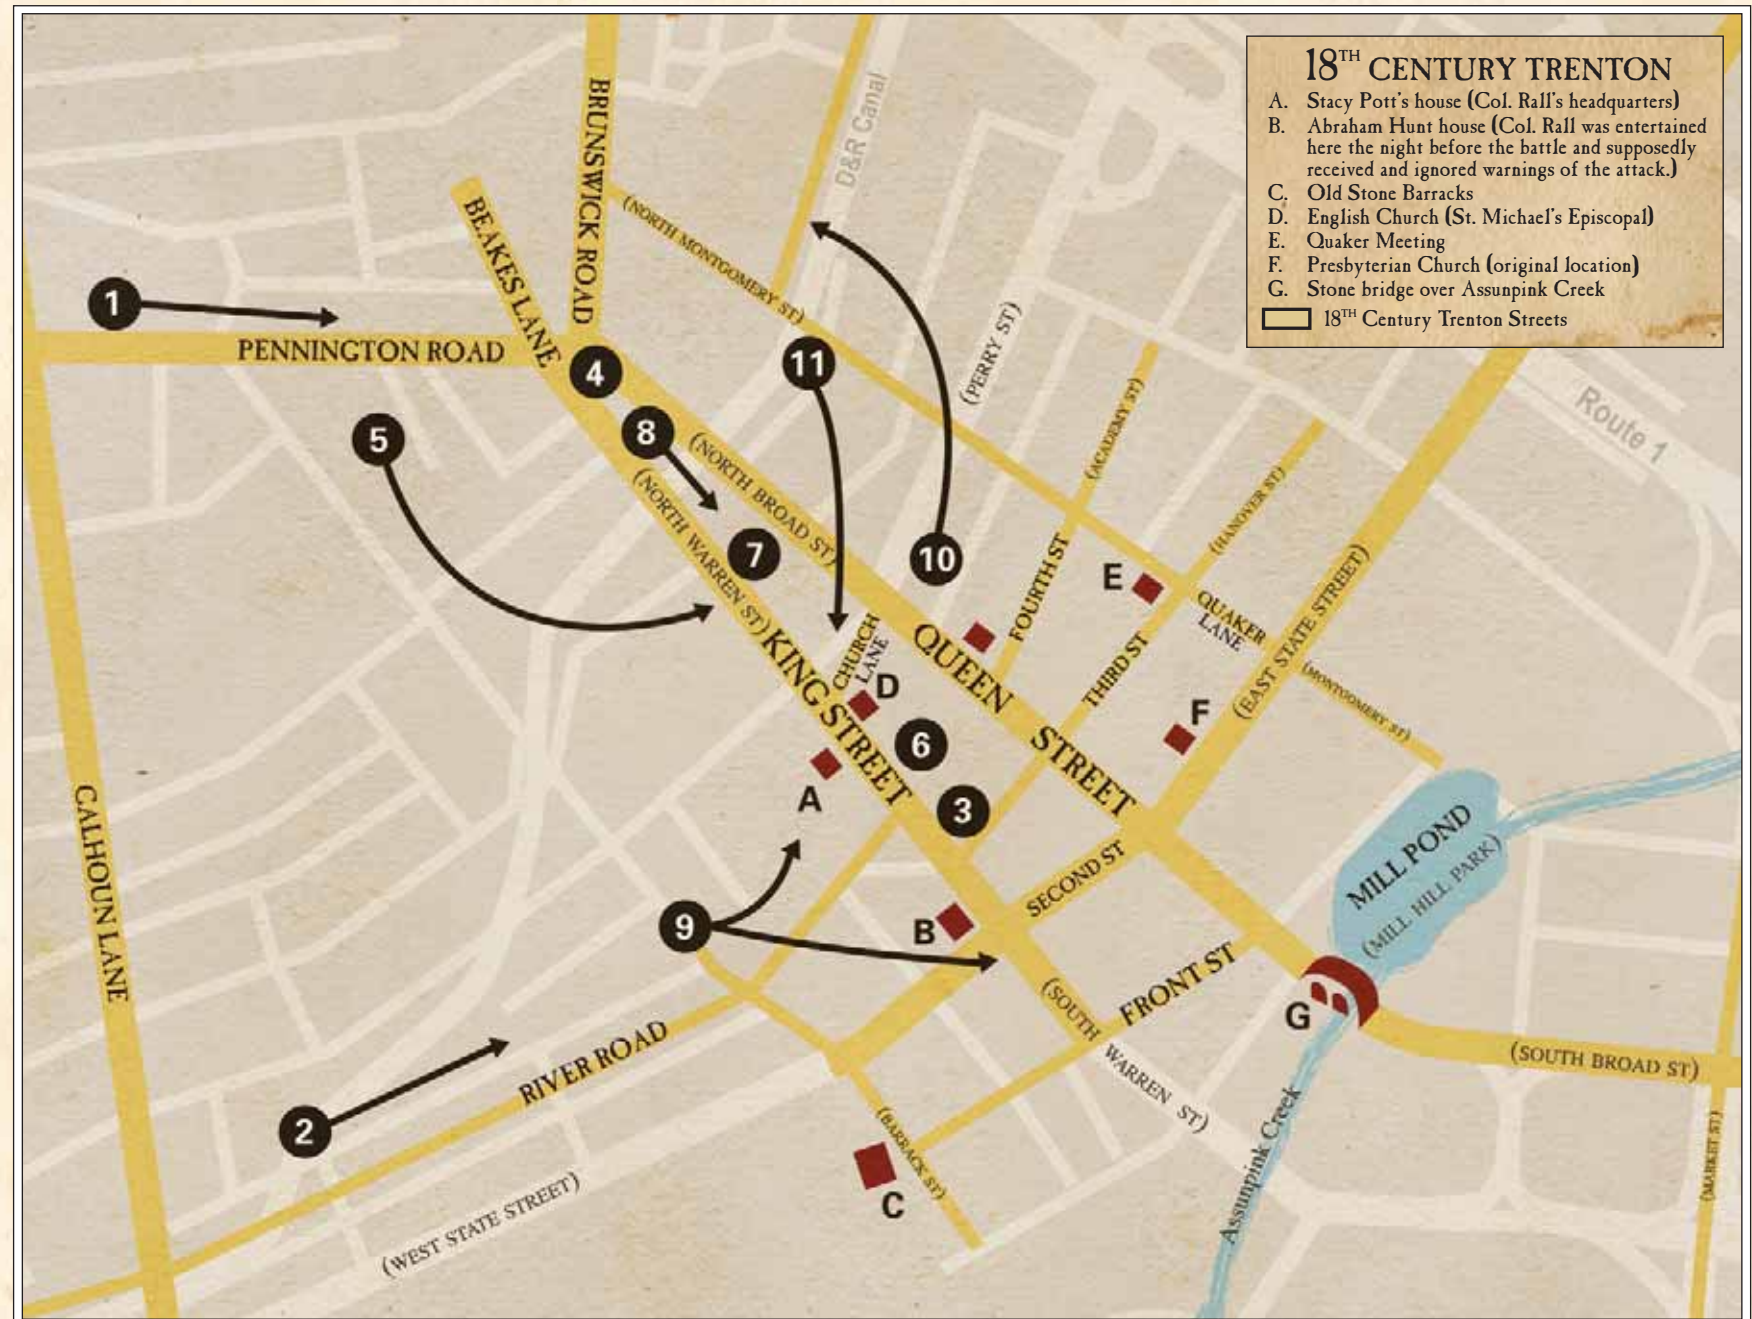 18TH CENTURY TRENTON
A. Stacy Pott's house (Col. Rall's headquarters)
B. Abraham Hunt house (Col. Rall was entertained
here the night before the battle and supposedly
received and ignored warnings of the attack.)
C. Old Stone Barracks
D. English Church (St. Michael's Episcopal)
E. Quaker Meeting
F. Presbyterian Church (original location)
G. Stone bridge over Assunpink Creek
18TH Century Trenton Streets
BRUNSWICK ROAD
D&R Canal
BEAKES LANE
(NORTH MONTGOMERY ST)
1
PENNINGTON ROAD
4
11
(PERRY ST)
(ACADEMY ST)
Route 1
5
8
(NORTH BROAD ST)
(NORTH WARREN ST)
7
10
(HANOVER ST)
E
FOURTH ST
QUAKER
LANE
(EAST STATE STREET)
CHURCH
LANE
QUEEN
STREET
THIRD ST
(MONTGOMERY ST)
KING STREET
D
F
6
A
3
CALHOUN LANE
MILL POND
(MILL HILL PARK)
SECOND ST
9
B
FRONT ST
(SOUTH
WARREN ST)
G
RIVER ROAD
(SOUTH BROAD ST)
2
(BARRACK ST)
C
Assunpink Creek
(MARKET ST)
(WEST STATE STREET)